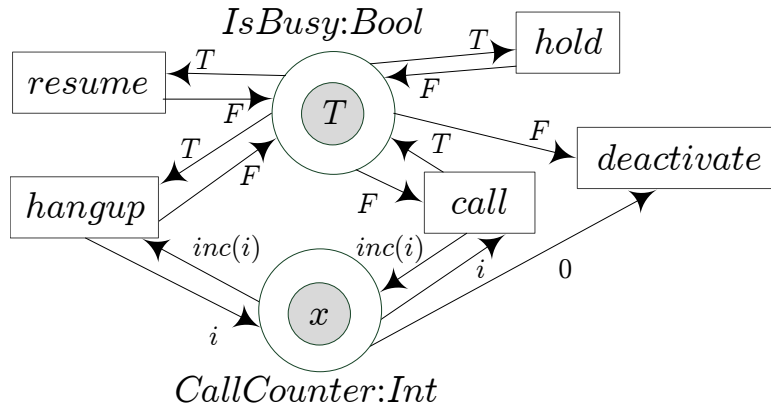 IsBusy:Bool
T
hold
resume
T
F
T
F
F
T
T
deactivate
F
hangup
F
call
inc(i)
inc(i)
i
0
x
i
CallCounter:Int